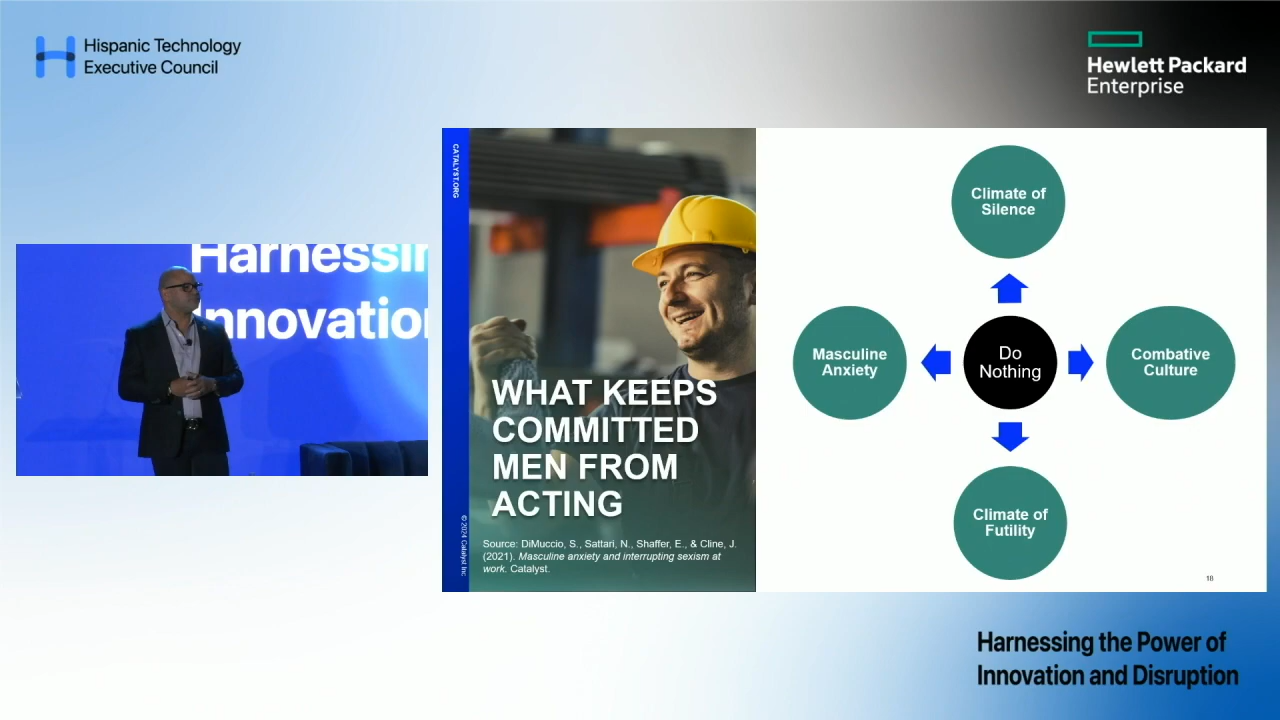 Hispanic Technology
Executive Council
Hewlett Packard
Enterprise
Harnessin
Innovation
CATALYST.ORG
© 2024 Catalyst Inc
WHAT KEEPS
COMMITTED
MEN FROM
ACTING
Source: DiMuccio, S., Sattari, N., Shaffer, E., & Cline, J.
(2021). Masculine anxiety and interrupting sexism at
work. Catalyst.
Climate of
Silence
Masculine
Anxiety
Do
Nothing
Combative
Culture
Climate of
Futility
18
Harnessing the Power of
Innovation and Disruption